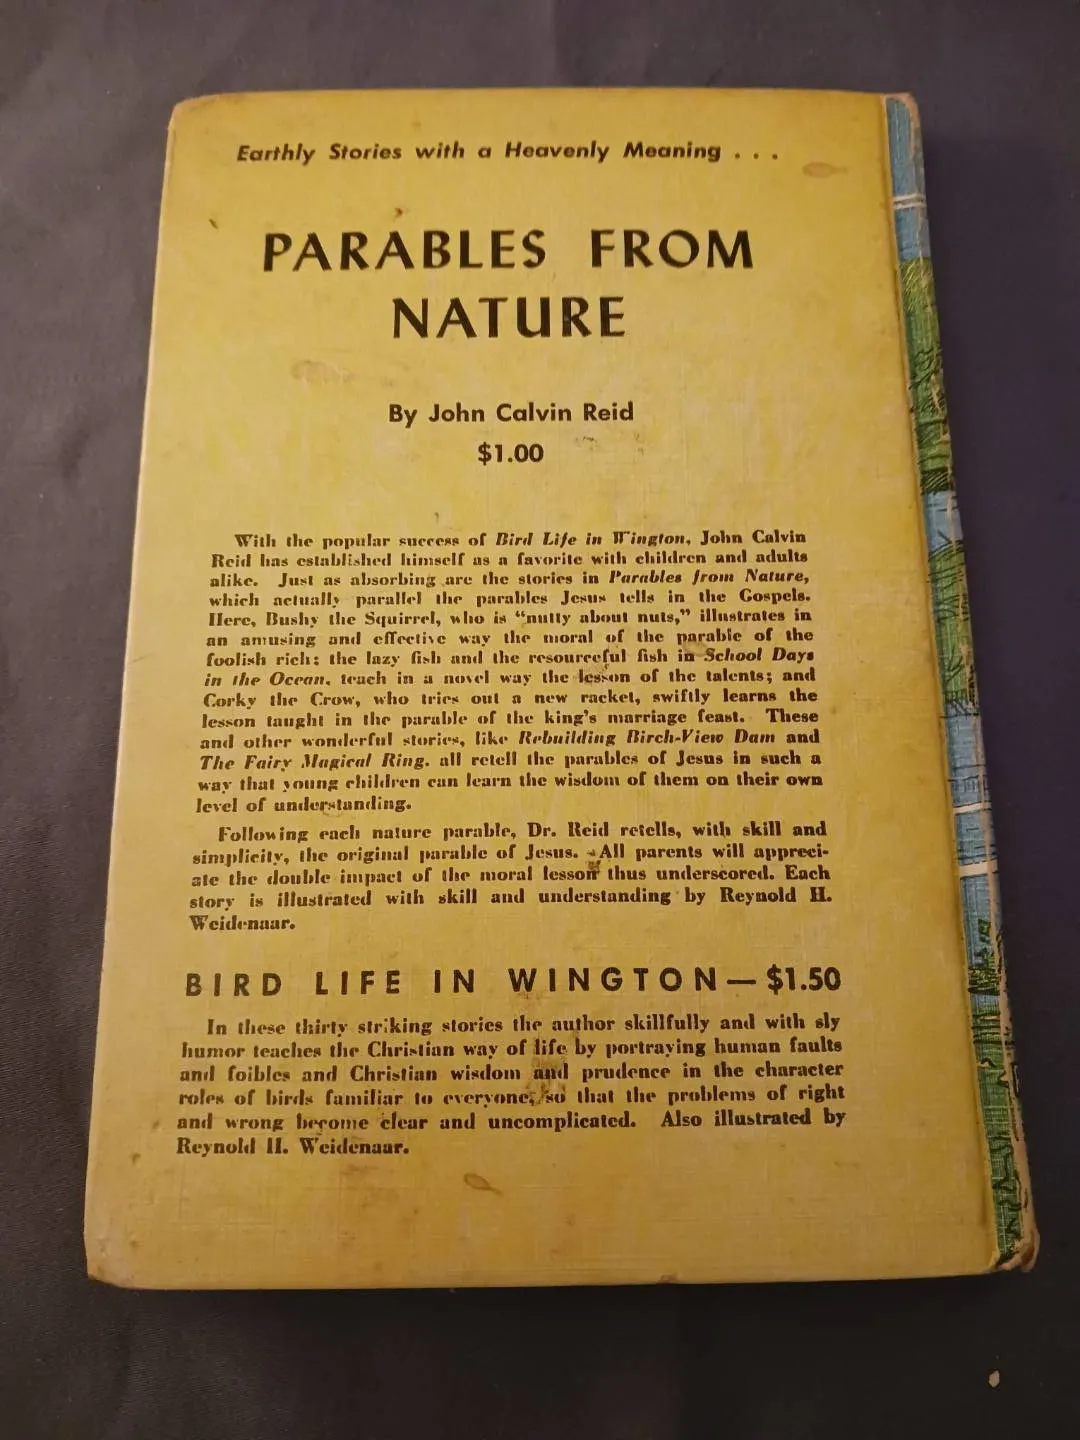 Earthly Stories with a Heavenly Meaning . . .
PARABLES FROM
NATURE
By John Calvin Reid
$1.00
With the popular success of Bird Life in Wington, John Calvin
Reid has established himself as a favorite with children and adults
alike. Just as absorbing are the stories in Parables from Nature,
which actually parallel the parables Jesus tells in the Gospels.
Here, Bushy the Squirrel, who is “nutty about nuts,” illustrates in
an amusing and effective way the moral of the parable of the
foolish rich; the lazy fish and the resourceful fish in School Days
in the Ocean, teach in a novel way the lesson of the talents; and
Corky the Crow, who tries out a new racket, swiftly learns the
lesson taught in the parable of the king’s marriage feast. These
and other wonderful stories, like Rebuilding Birch-View Dam and
The Fairy Magical Ring, all retell the parables of Jesus in such a
way that young children can learn the wisdom of them on their own
level of understanding.
Following each nature parable, Dr. Reid retells, with skill and
simplicity, the original parable of Jesus. All parents will appreci-
ate the double impact of the moral lesson thus underscored. Each
story is illustrated with skill and understanding by Reynold H.
Weidenaar.
BIRD LIFE IN WINGTON—$1.50
In these thirty striking stories the author skillfully and with sly
humor teaches the Christian way of life by portraying human faults
and foibles and Christian wisdom and prudence in the character
roles of birds familiar to everyone, so that the problems of right
and wrong become clear and uncomplicated. Also illustrated by
Reynold H. Weidenaar.